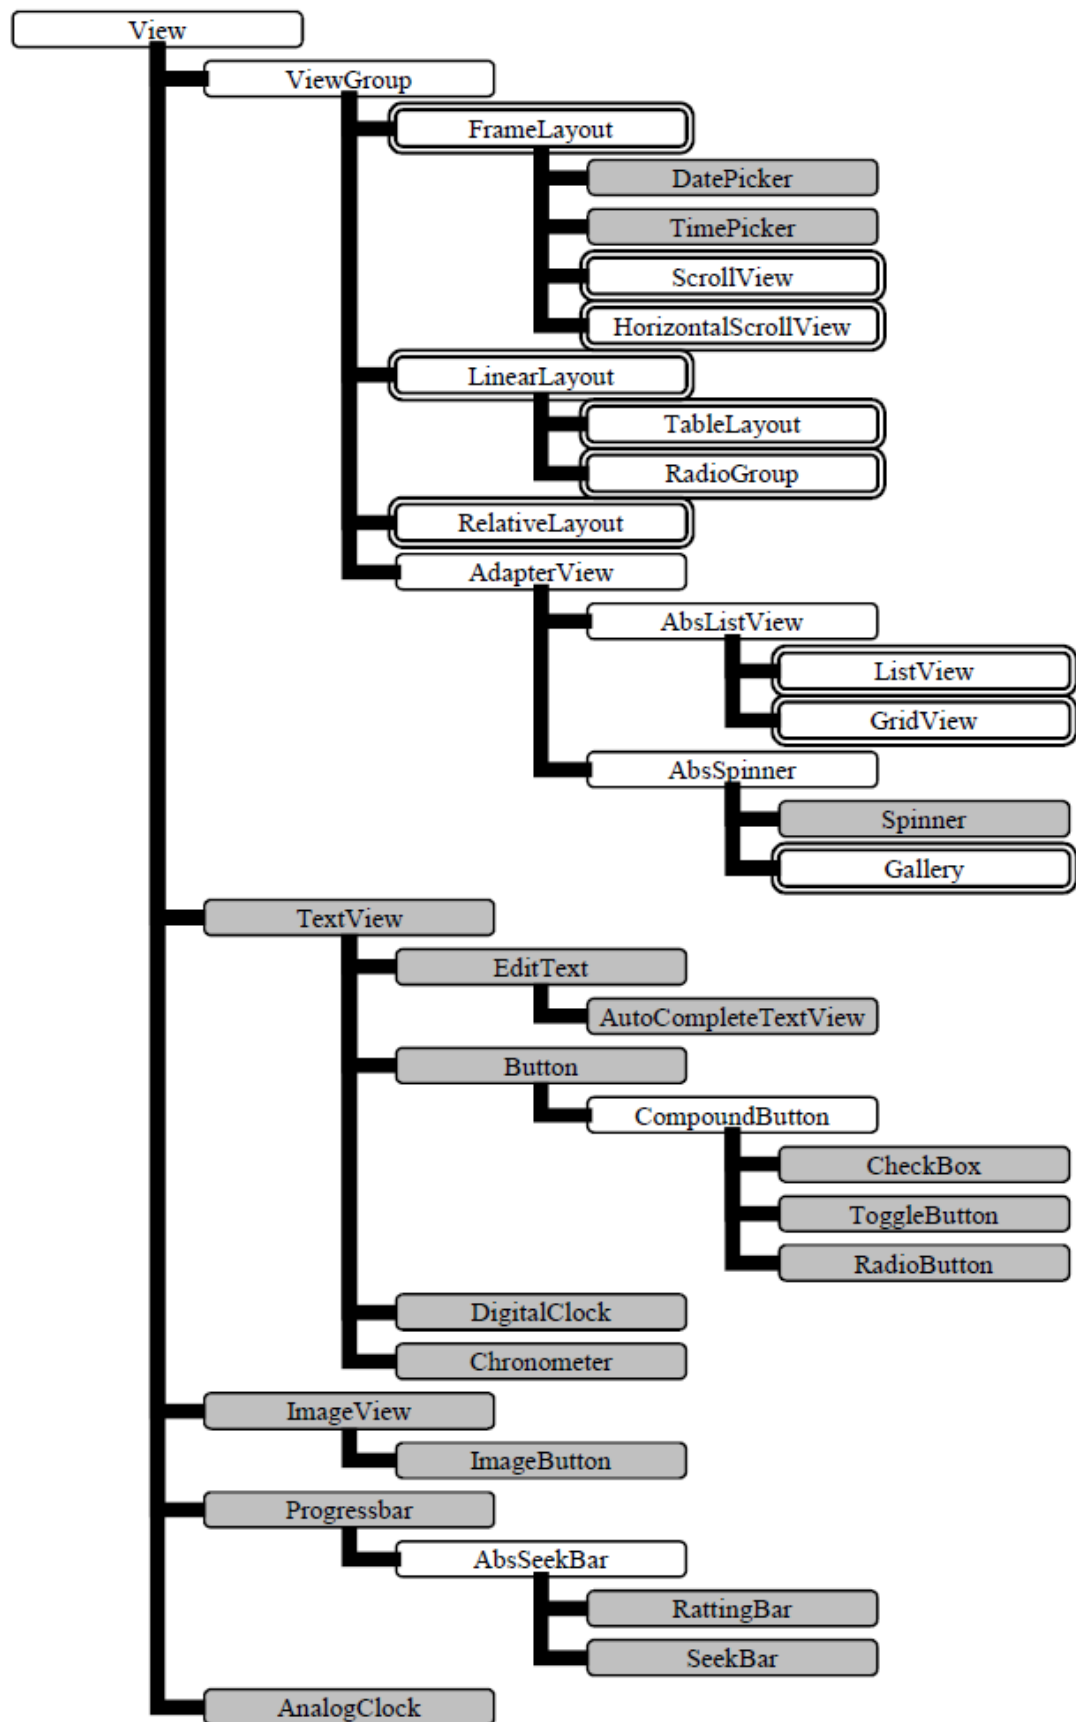 View
ViewGroup
FrameLayout
DatePicker
TimePicker
ScrollView
HorizontalScrollView
LinearLayout
TableLayout
RadioGroup
RelativeLayout
AdapterView
AbsListView
ListView
GridView
AbsSpinner
Spinner
Gallery
TextView
EditText
AutoCompleteTextView
Button
CompoundButton
CheckBox
ToggleButton
RadioButton
DigitalClock
Chronometer
ImageView
ImageButton
Progressbar
AbsSeekBar
RattingBar
SeekBar
AnalogClock